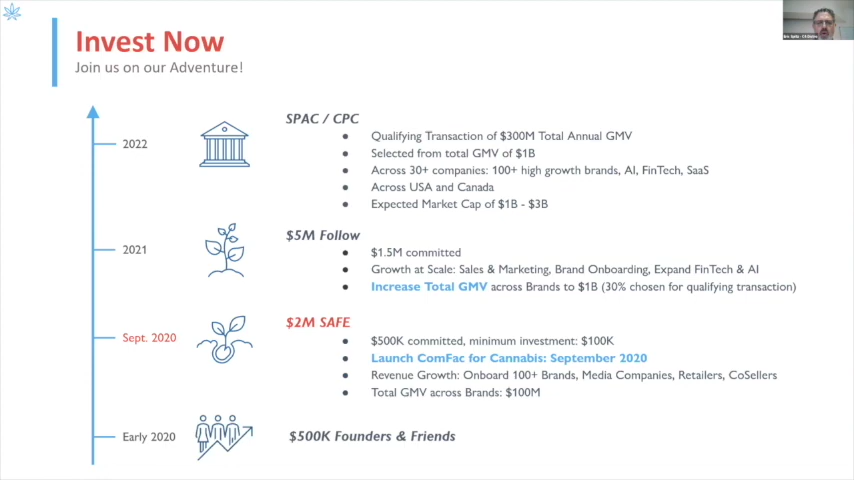 Invest Now
Join us on our Adventure!
2022
SPAC / CPC
Qualifying Transaction of $300M Total Annual GMV
Selected from total GMV of $1B
Across 30+ companies: 100+ high growth brands, AI, FinTech, SaaS
Across USA and Canada
Expected Market Cap of $1B - $3B
2021
$5M Follow
$1.5M committed
Growth at Scale: Sales & Marketing, Brand Onboarding, Expand FinTech & AI
Increase Total GMV across Brands to $1B (30% chosen for qualifying transaction)
Sept. 2020
$2M SAFE
$500K committed, minimum investment: $100K
Launch ComFac for Cannabis: September 2020
Revenue Growth: Onboard 100+ Brands, Media Companies, Retailers, CoSellers
Total GMV across Brands: $100M
Early 2020
$500K Founders & Friends